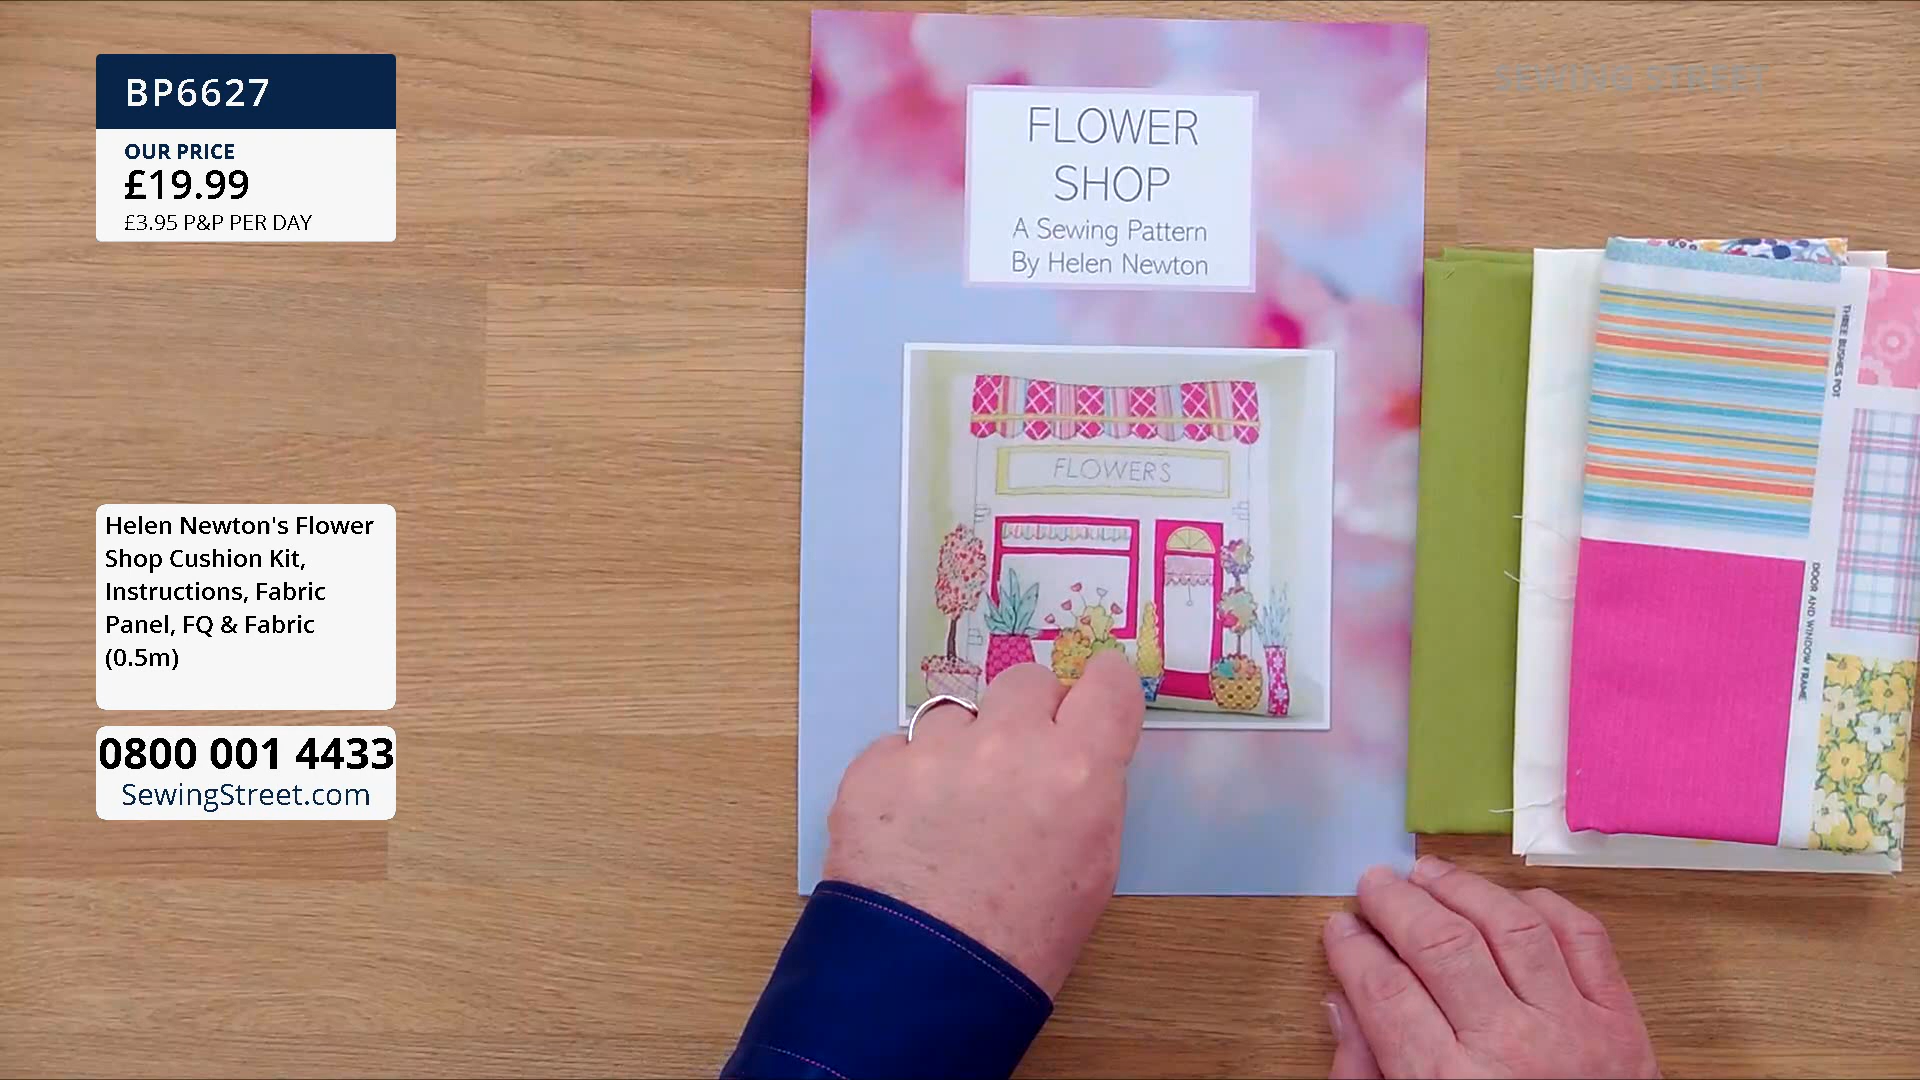 BP6627
OUR PRICE
£19.99
£3.95 P&P PER DAY
Helen Newton's Flower
Shop Cushion Kit,
Instructions, Fabric
Panel, FQ & Fabric
(0.5m)
0800 001 4433
SewingStreet.com
SEWING STREET
FLOWER
SHOP
A Sewing Pattern
By Helen Newton
FLOWERS
THREE BUSHES POT
DOOR AND WINDOW FRAME